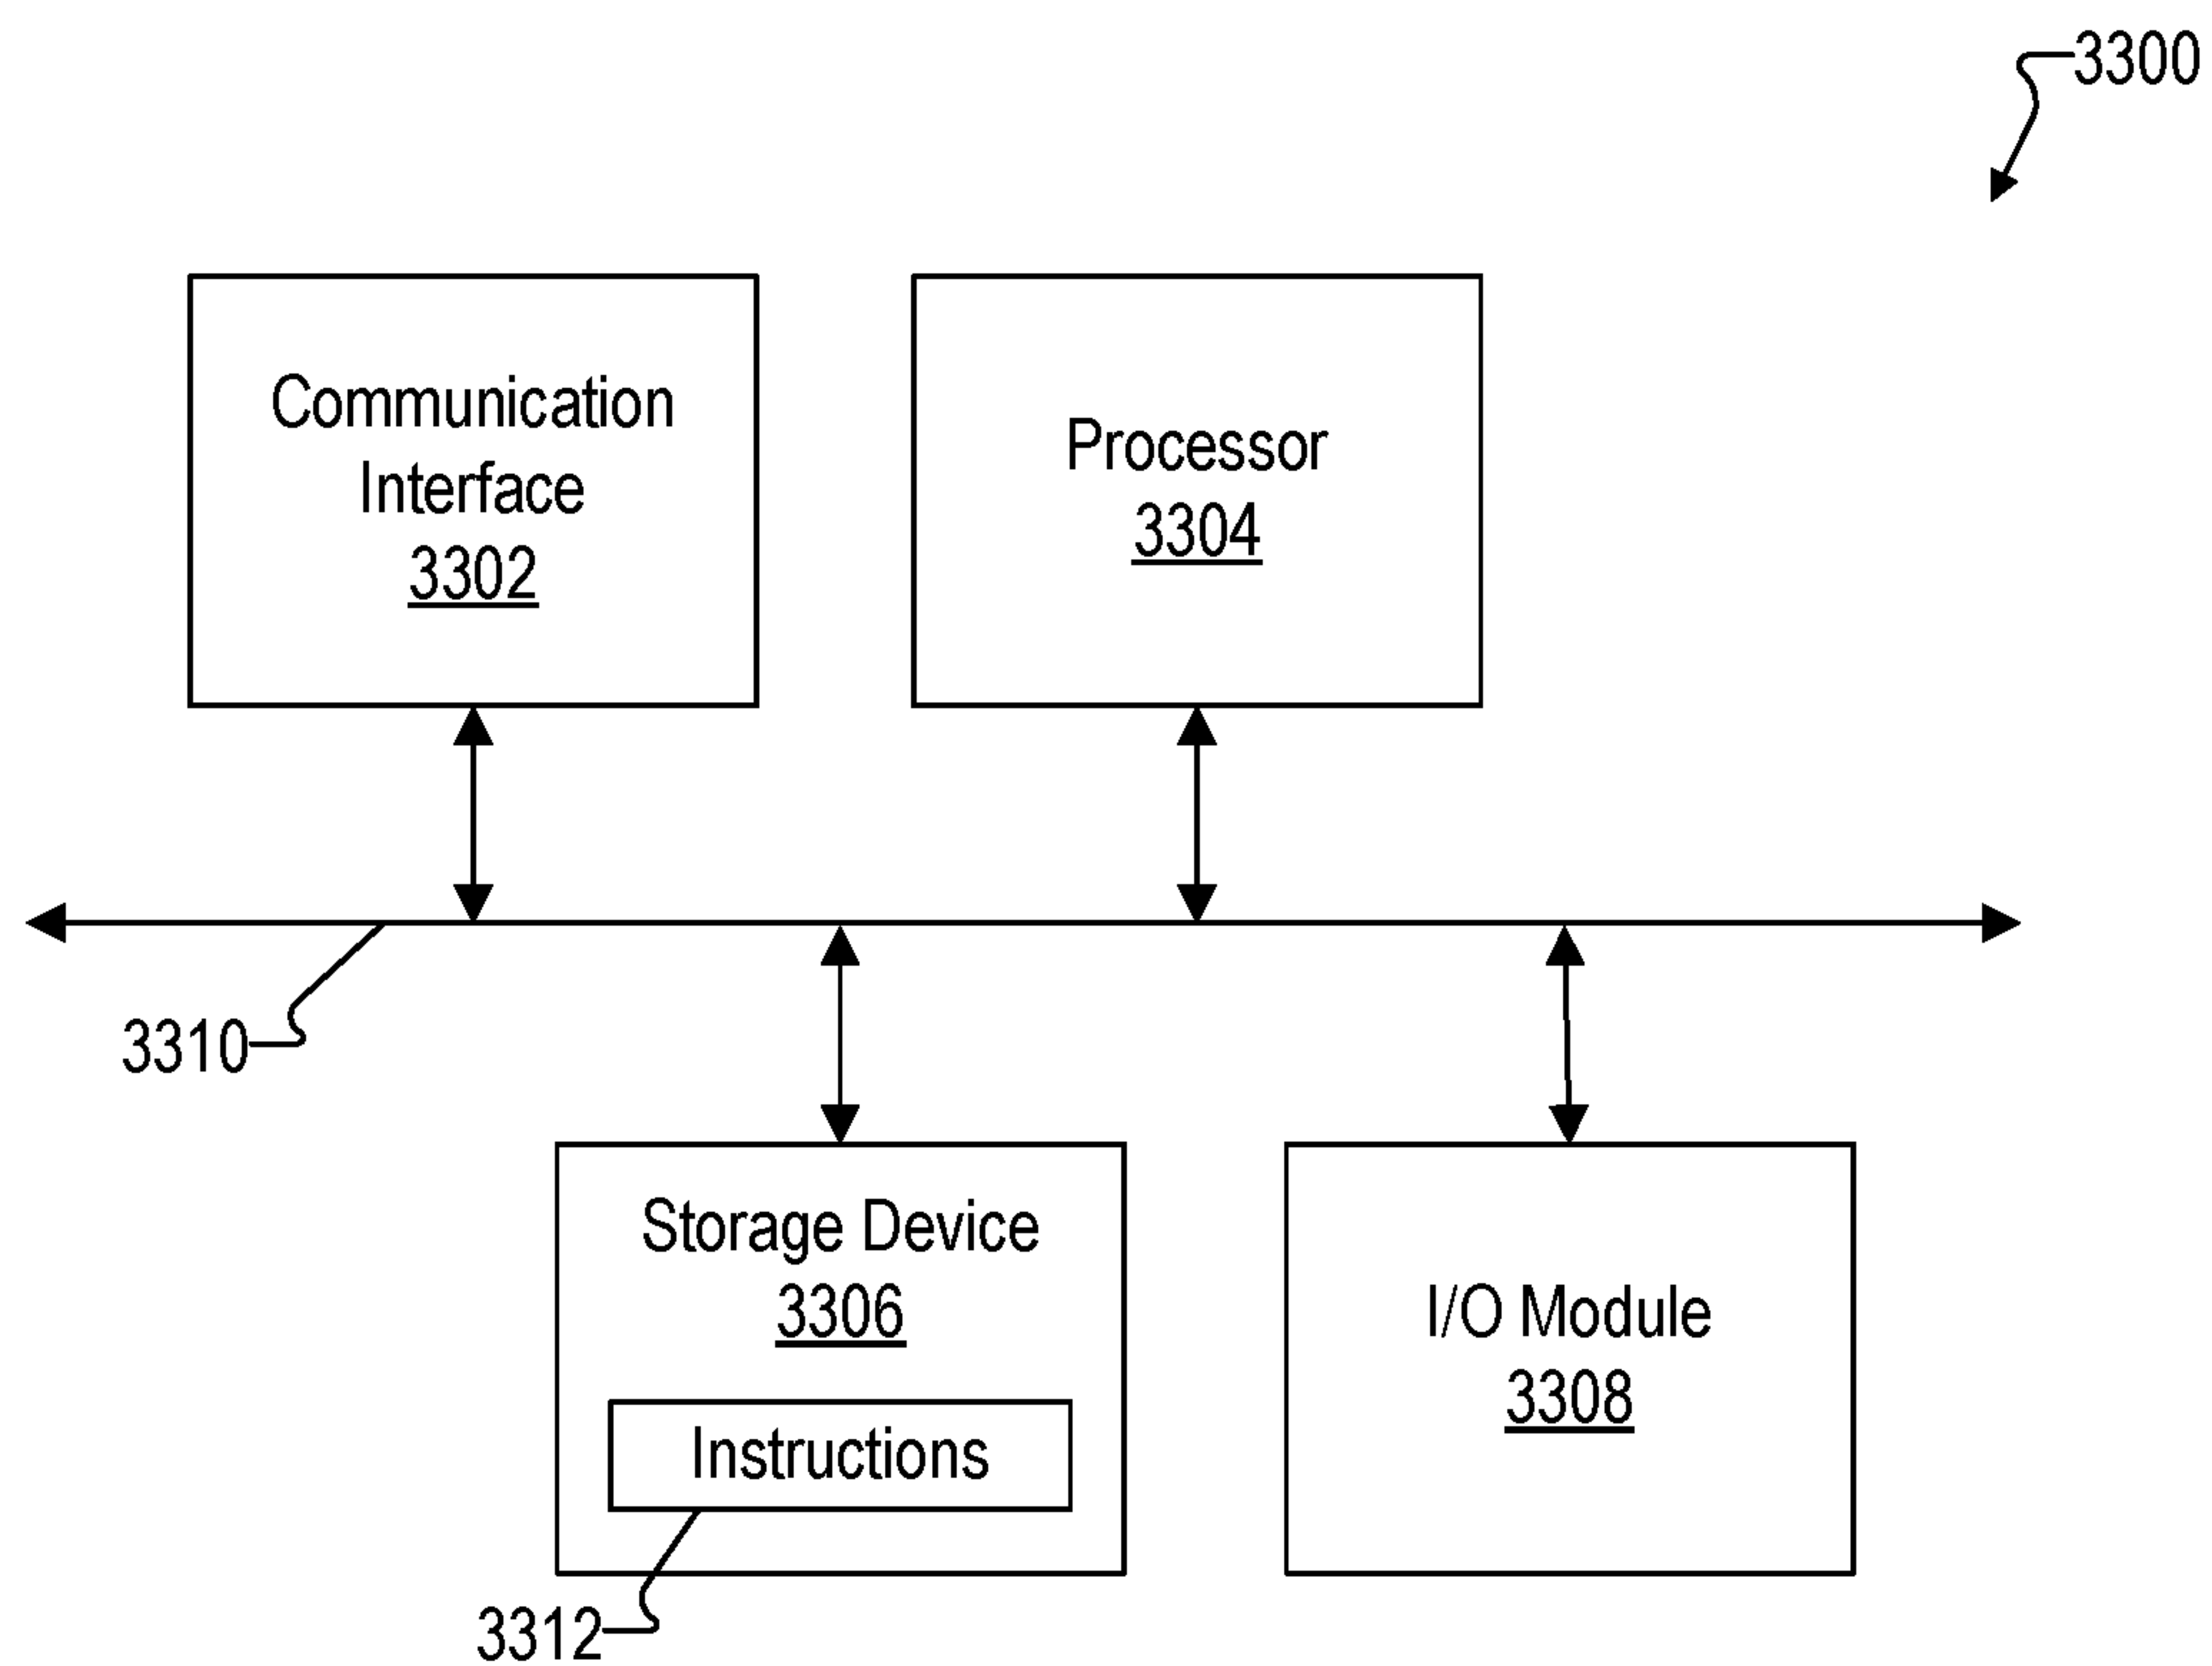 3300
Communication
Interface
3302
Processor
3304
3310
Storage Device
3306
Instructions
3312
I/O Module
3308